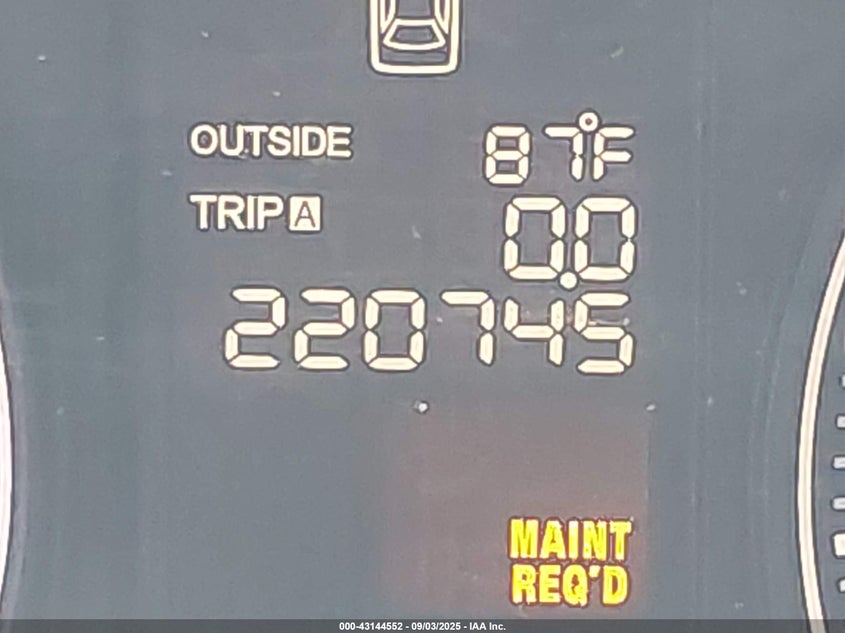 OUTSIDE 87°F
TRIP A 0.0
220745
MAINT
REQ'D
000-43144552 - 09/03/2025 - IAA Inc.